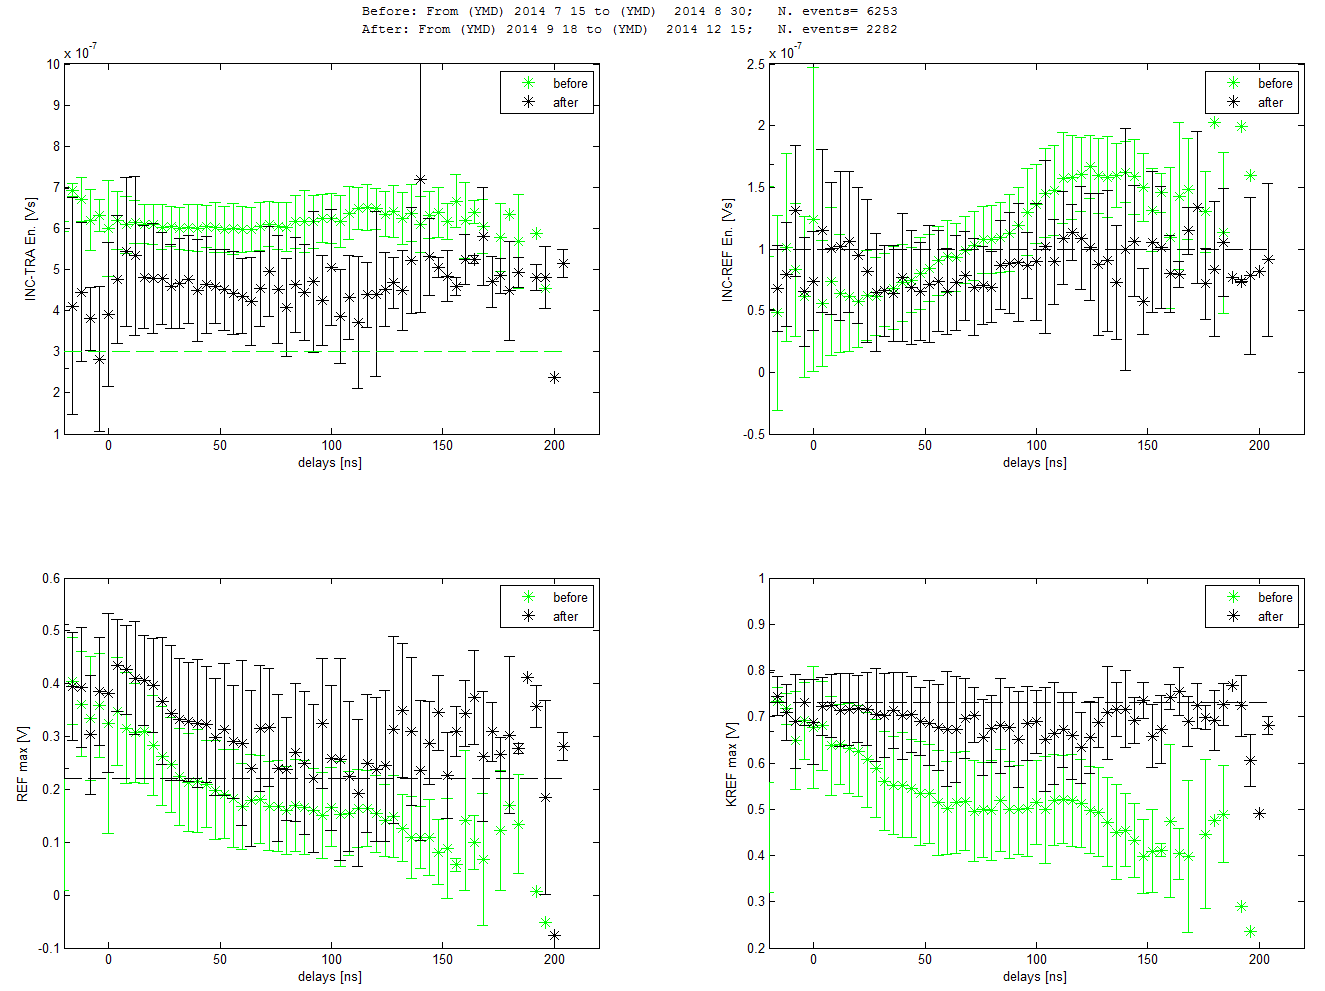 Before: From (YMD) 2014 7 15 to (YMD)  2014 8 30;   N. events= 6253
After: From (YMD) 2014 9 18 to (YMD)  2014 12 15;   N. events= 2282
x 10^-7
10
9
8
7
6
5
4
3
2
1
INC-TRA En. [Vs]
0
50
100
150
200
delays [ns]
before
after
x 10^-7
2.5
2
1.5
1
0.5
0
-0.5
INC-REF En. [Vs]
0
50
100
150
200
delays [ns]
before
after
0.6
0.5
0.4
0.3
0.2
0.1
0
-0.1
REF max [V]
0
50
100
150
200
delays [ns]
before
after
1
0.9
0.8
0.7
0.6
0.5
0.4
0.3
0.2
KREF max [V]
0
50
100
150
200
delays [ns]
before
after